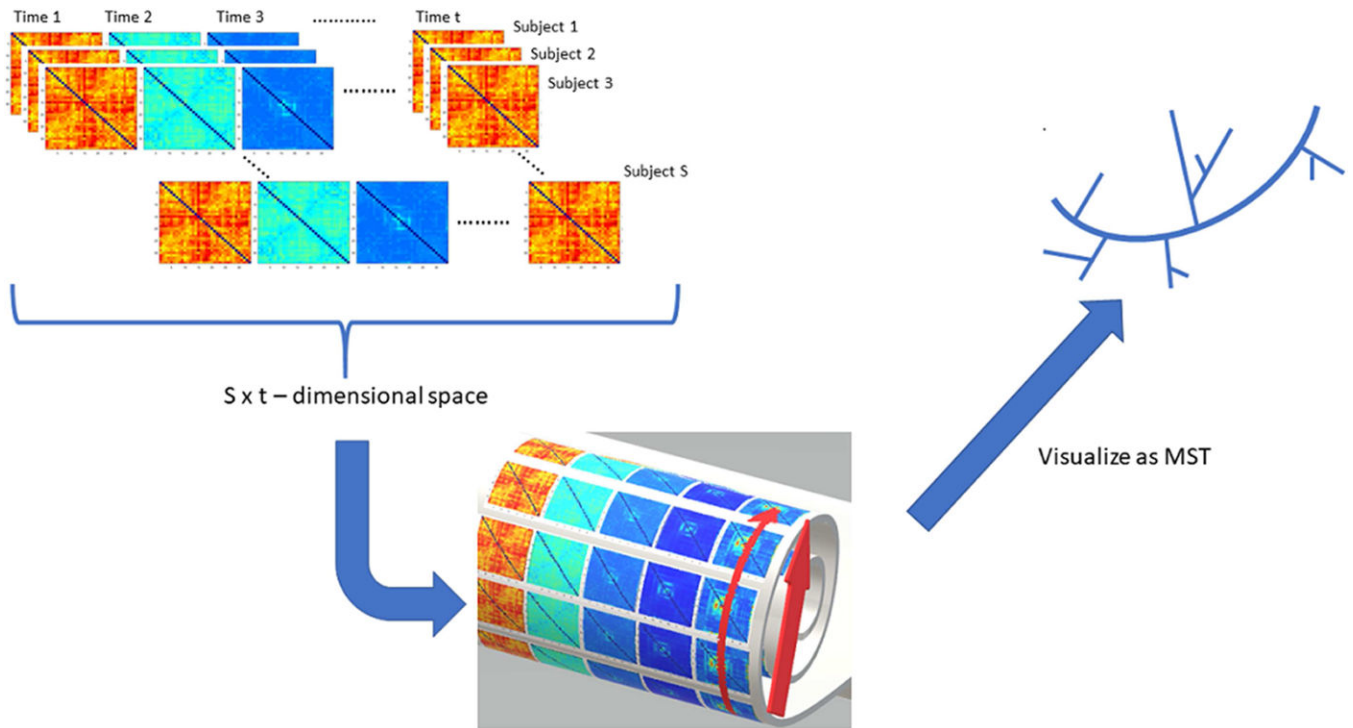 Time 1 Time 2 Time 3 ………… Time t
Subject 1
Subject 2
Subject 3
Subject S
S x t – dimensional space
Visualize as MST